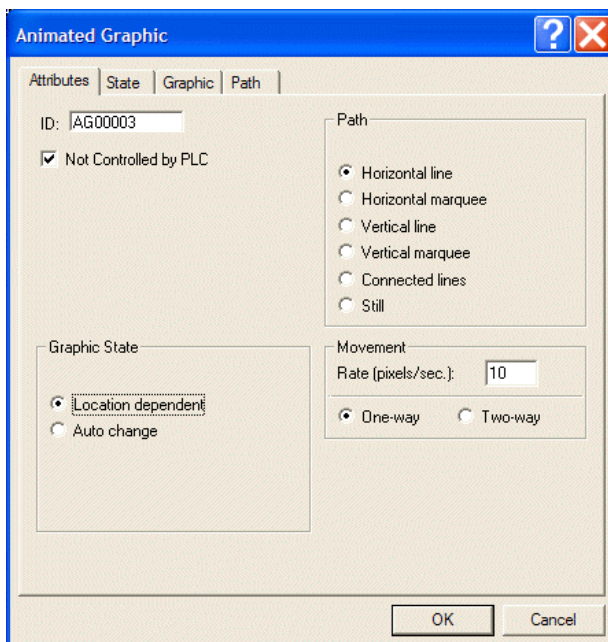 Animated Graphic
Attributes State Graphic Path
ID: AG00003
Not Controlled by PLC
Path
Horizontal line
Horizontal marquee
Vertical line
Vertical marquee
Connected lines
Still
Graphic State
Location dependent
Auto change
Movement
Rate (pixels/sec.): 10
One-way Two-way
OK Cancel